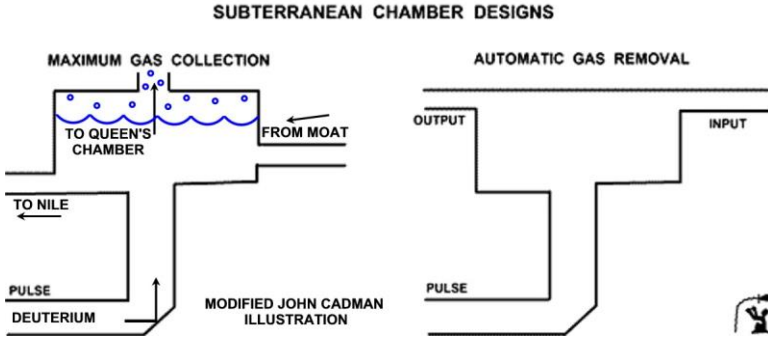 SUBTERRANEAN CHAMBER DESIGNS
MAXIMUM GAS COLLECTION
TO QUEEN'S
CHAMBER
FROM MOAT
TO NILE
PULSE
DEUTERIUM
MODIFIED JOHN CADMAN
ILLUSTRATION
AUTOMATIC GAS REMOVAL
OUTPUT
INPUT
PULSE